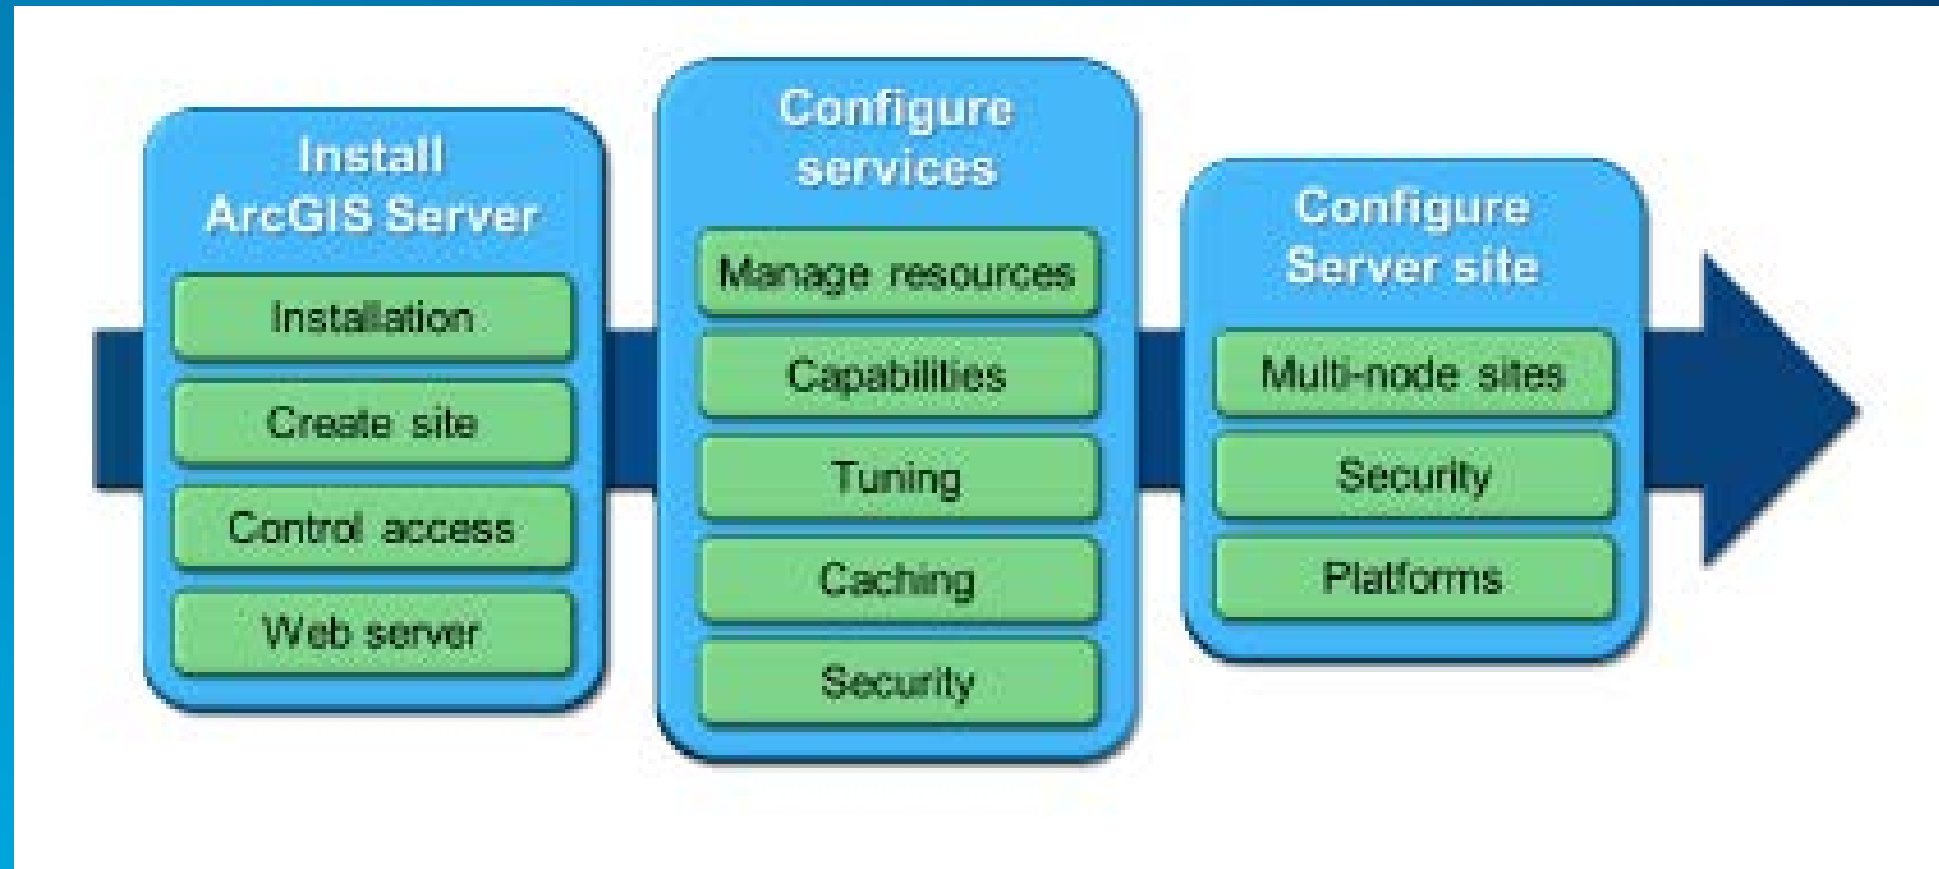 Install
ArcGIS Server
Installation
Create site
Control access
Web server
Configure
services
Manage resources
Capabilities
Tuning
Caching
Security
Configure
Server site
Multi-node sites
Security
Platforms